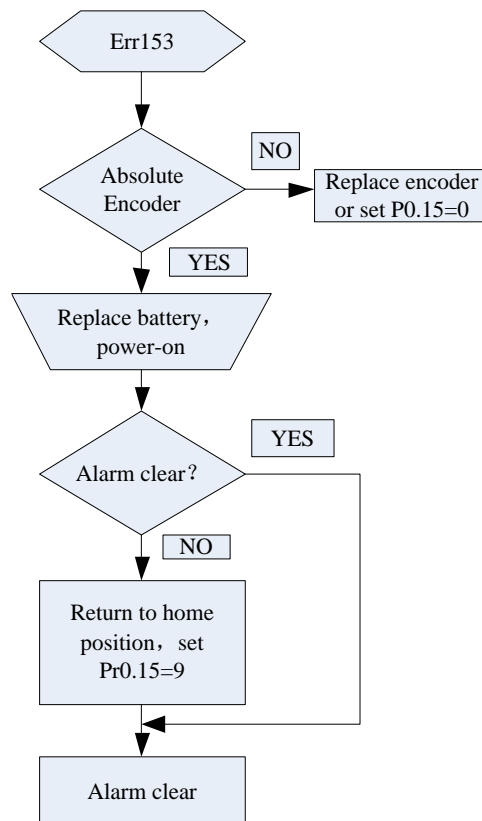 Err153
Absolute
Encoder
NO
Replace encoder
or set P0.15=0
YES
Replace battery，
power-on
Alarm clear？
YES
NO
Return to home
position，set
Pr0.15=9
Alarm clear